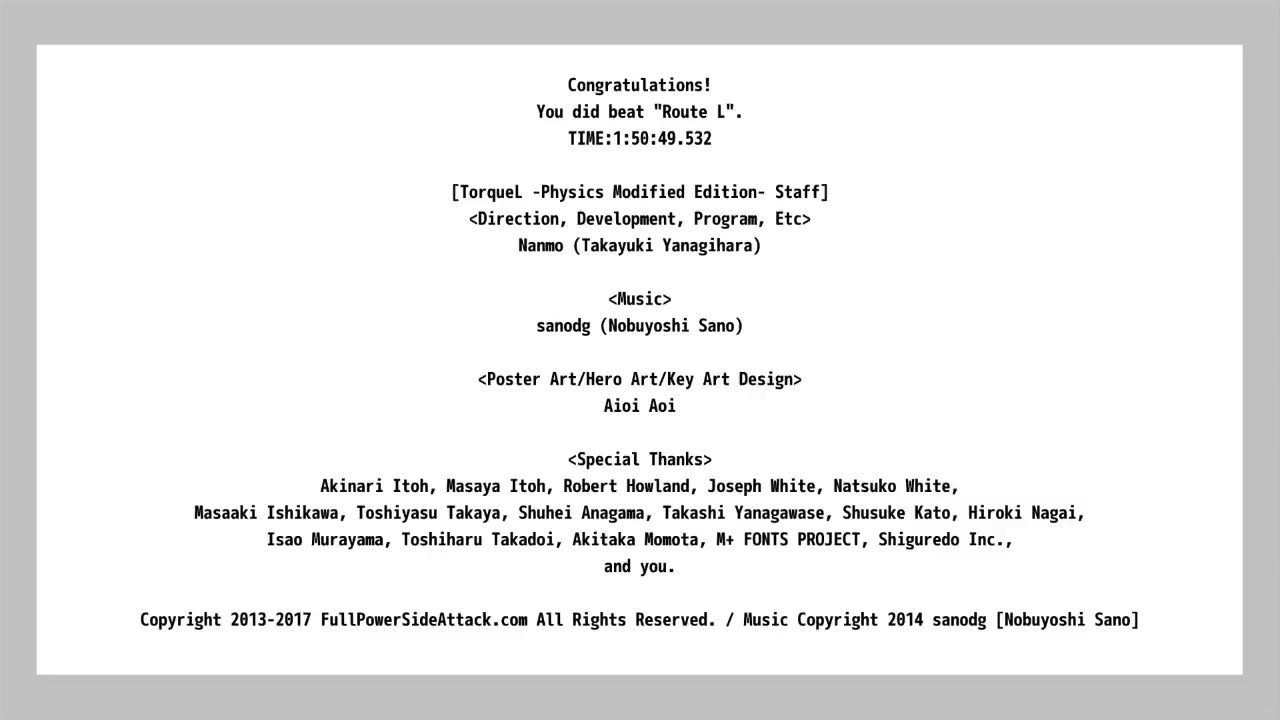 Congratulations!
You did beat "Route L".
TIME:1:50:49.532
[TorqueL -Physics Modified Edition- Staff]
<Direction, Development, Program, Etc>
Nanmo (Takayuki Yanagihara)
<Music>
sanodg (Nobuyoshi Sano)
<Poster Art/Hero Art/Key Art Design>
Aioi Aoi
<Special Thanks>
Akinari Itoh, Masaya Itoh, Robert Howland, Joseph White, Natsuko White,
Masaaki Ishikawa, Toshiyasu Takaya, Shuhei Anagama, Takashi Yanagawase, Shusuke Kato, Hiroki Nagai,
Isao Murayama, Toshiharu Takadoi, Akitaka Momota, M+ FONTS PROJECT, Shiguredo Inc.,
and you.
Copyright 2013-2017 FullPowerSideAttack.com All Rights Reserved. / Music Copyright 2014 sanodg [Nobuyoshi Sano]